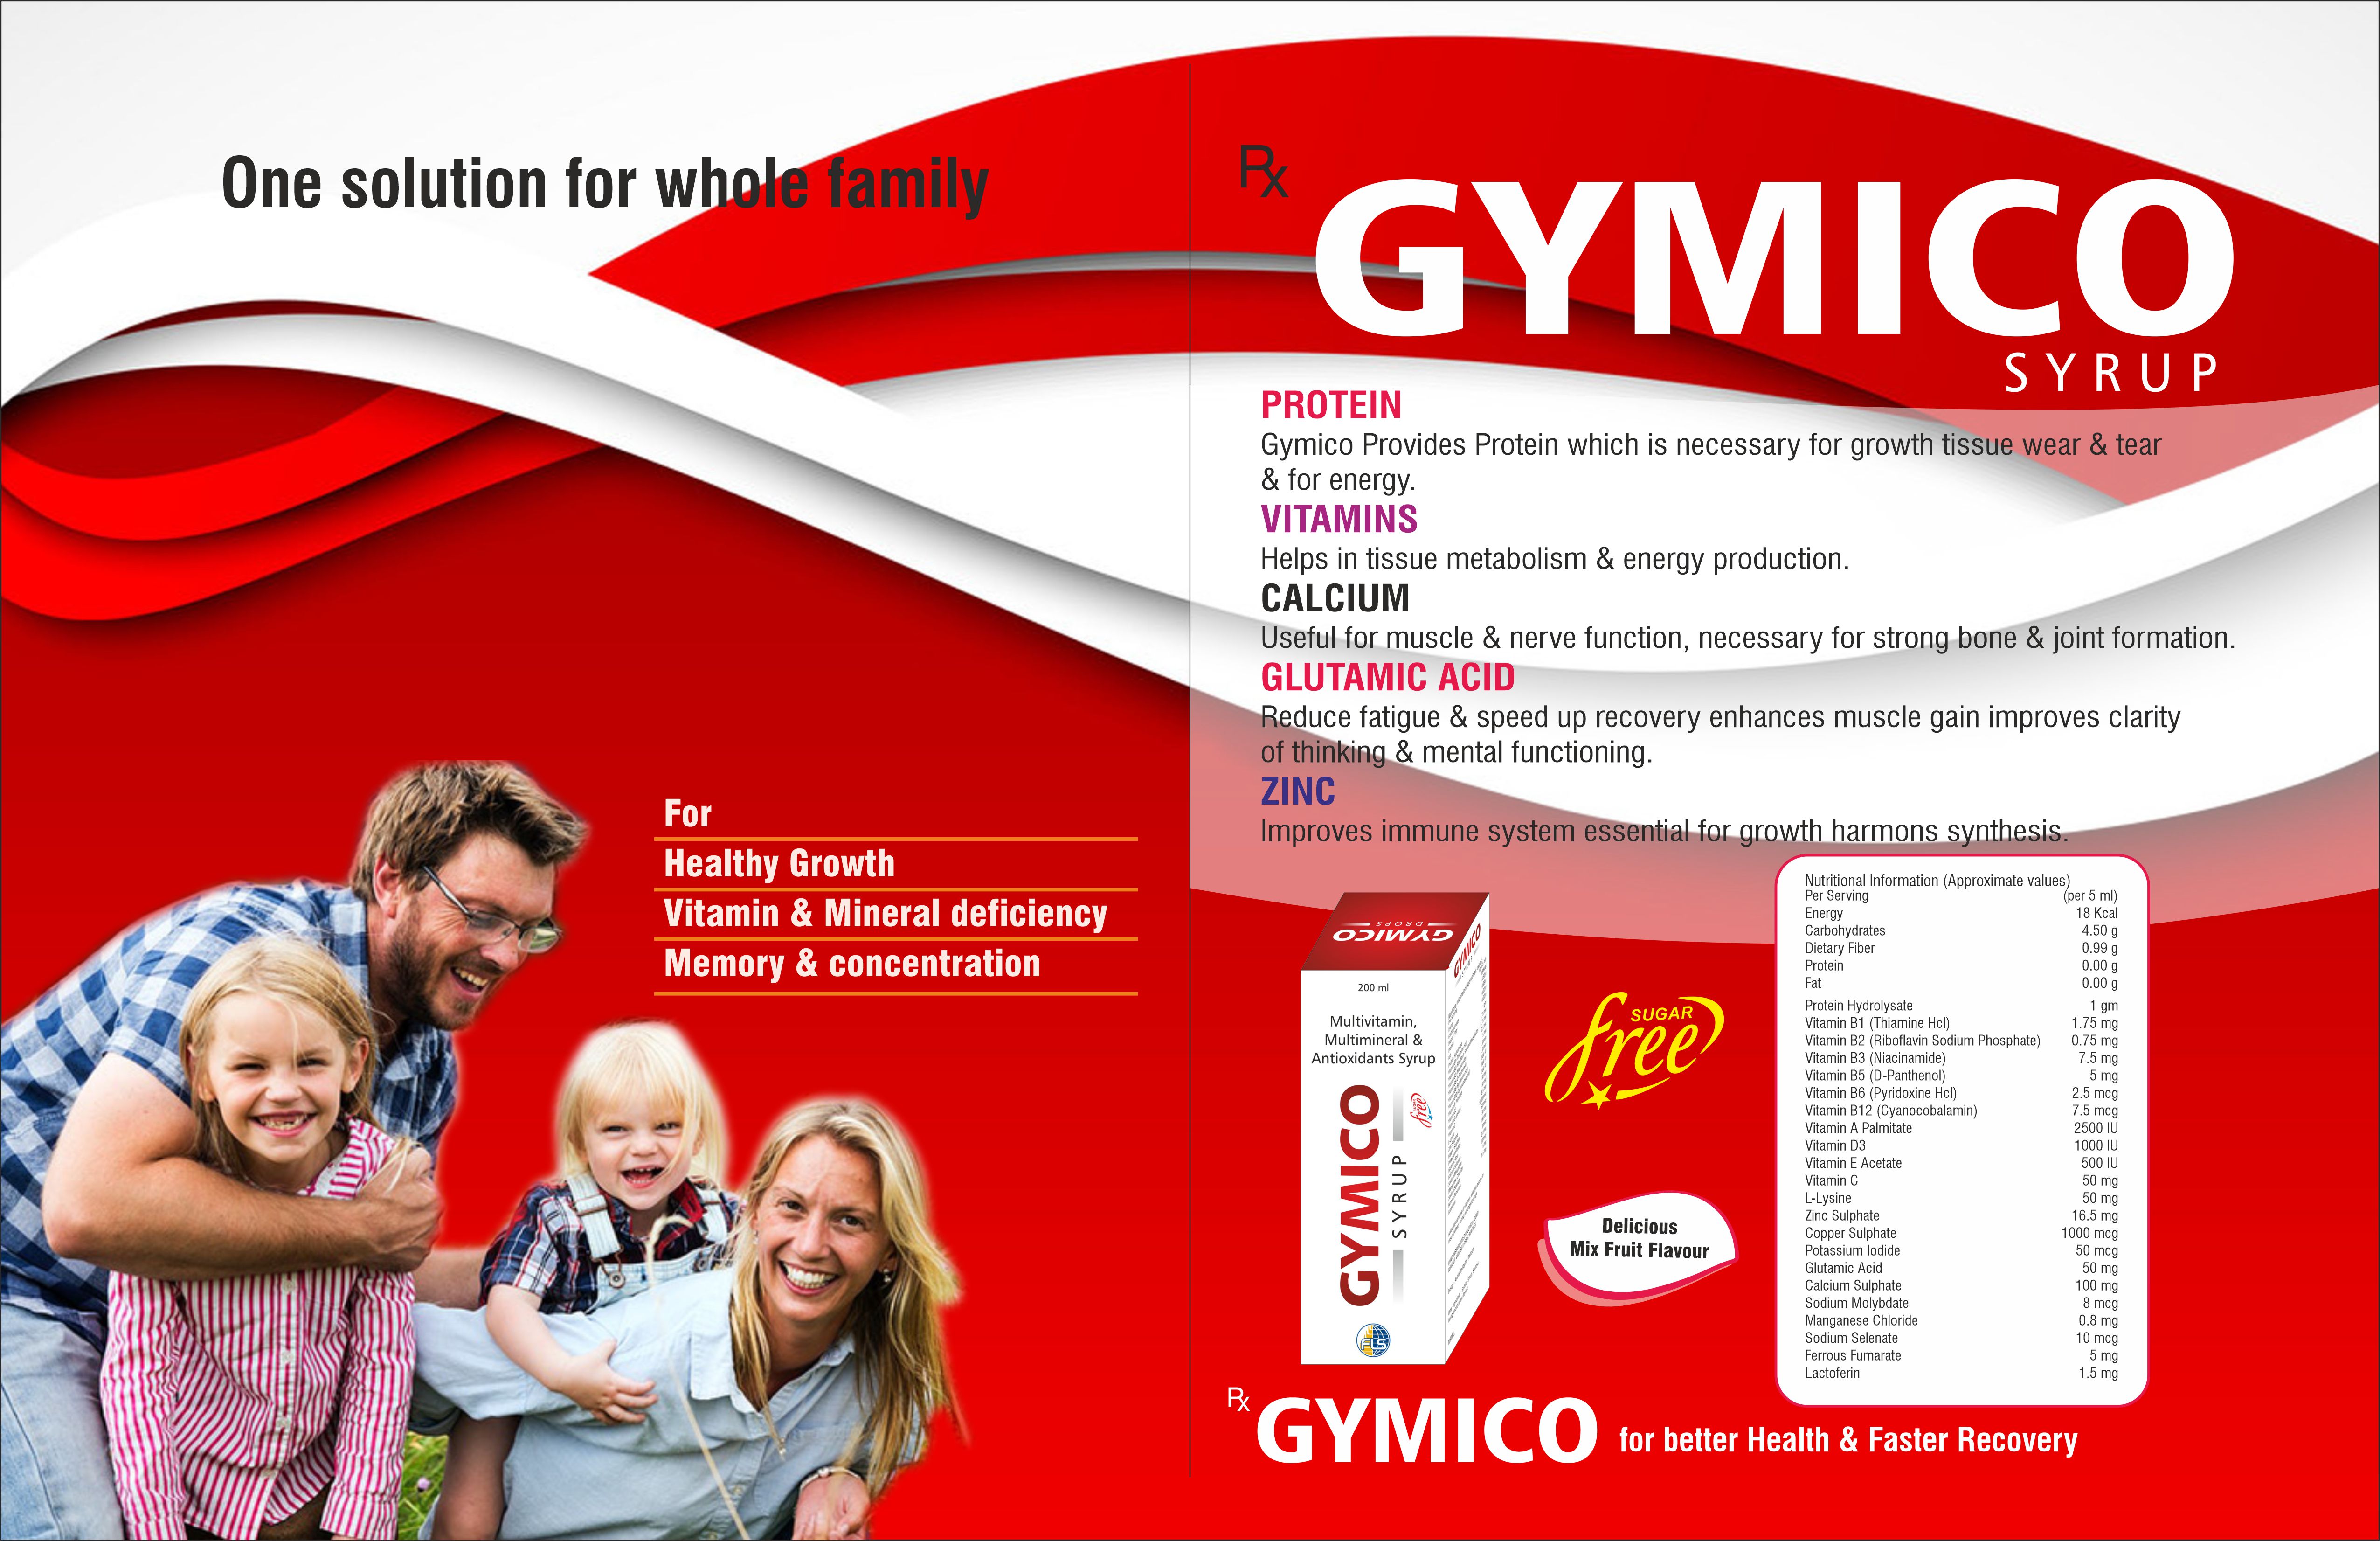 One solution for whole family
For
Healthy Growth
Vitamin & Mineral deficiency
Memory & concentration
Rx
GYMICO
SYRUP
PROTEIN
Gymico Provides Protein which is necessary for growth tissue wear & tear
& for energy.
VITAMINS
Helps in tissue metabolism & energy production.
CALCIUM
Useful for muscle & nerve function, necessary for strong bone & joint formation.
GLUTAMIC ACID
Reduce fatigue & speed up recovery enhances muscle gain improves clarity
of thinking & mental functioning.
ZINC
Improves immune system essential for growth harmons synthesis.
GYMICO
DROPS
GYMICO
200 ml
Multivitamin,
Multimineral &
Antioxidants Syrup
GYMICO
SYRUP
free
FLS
SUGAR
free
Delicious
Mix Fruit Flavour
Nutritional Information (Approximate values)
Per Serving (per 5 ml)
Energy 18 Kcal
Carbohydrates 4.50 g
Dietary Fiber 0.99 g
Protein 0.00 g
Fat 0.00 g
Protein Hydrolysate 1 gm
Vitamin B1 (Thiamine Hcl) 1.75 mg
Vitamin B2 (Riboflavin Sodium Phosphate) 0.75 mg
Vitamin B3 (Niacinamide) 7.5 mg
Vitamin B5 (D-Panthenol) 5 mg
Vitamin B6 (Pyridoxine Hcl) 2.5 mcg
Vitamin B12 (Cyanocobalamin) 7.5 mcg
Vitamin A Palmitate 2500 IU
Vitamin D3 1000 IU
Vitamin E Acetate 500 IU
Vitamin C 50 mg
L-Lysine 50 mg
Zinc Sulphate 16.5 mg
Copper Sulphate 1000 mcg
Potassium Iodide 50 mcg
Glutamic Acid 50 mg
Calcium Sulphate 100 mg
Sodium Molybdate 8 mcg
Manganese Chloride 0.8 mg
Sodium Selenate 10 mcg
Ferrous Fumarate 5 mg
Lactoferin 1.5 mg
Rx
GYMICO for better Health & Faster Recovery